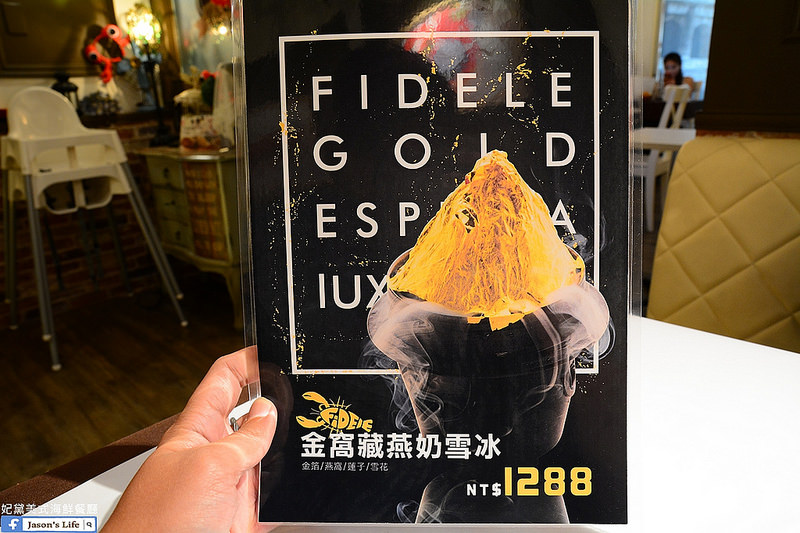 FIDELE
GOLD
ESP A
IUX
FIDELE
金窩藏燕奶雪冰
金箔/燕窩/蓮子/雪花
NT$1288
妃黛美式海鮮餐廳
f Jason's Life